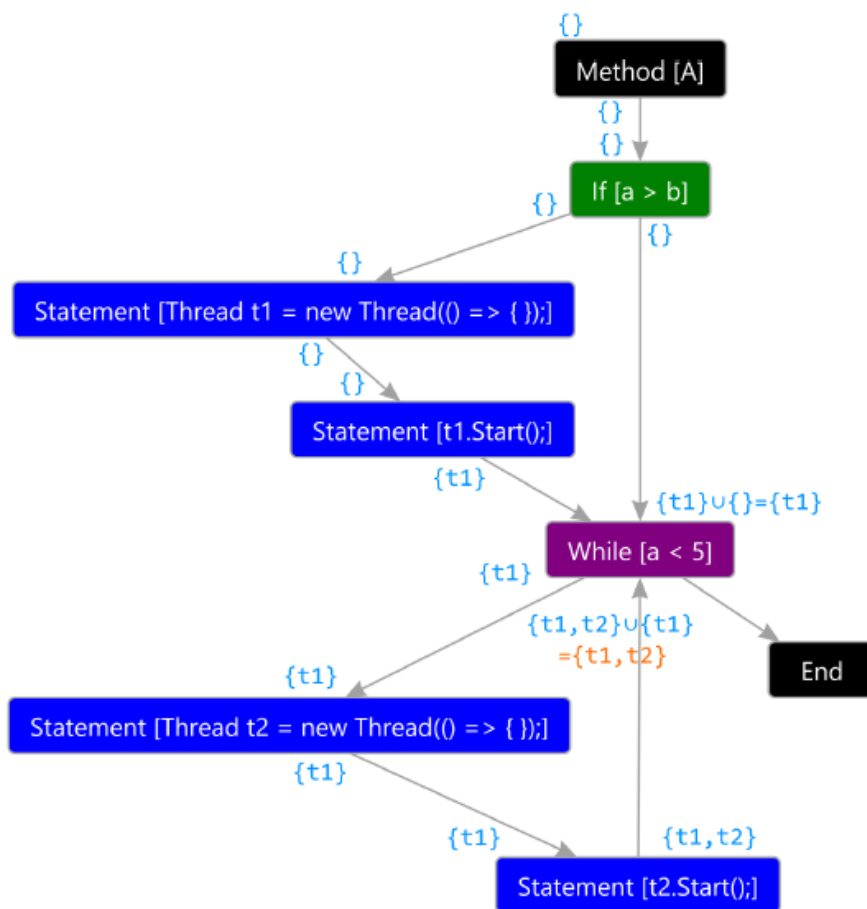 {}
Method [A]
{}
{}
If [a > b]
{}
{}
{}
Statement [Thread t1 = new Thread(() => { });]
{}
{}
Statement [t1.Start();]
{t1}
{t1}∪{}={t1}
While [a < 5]
{t1}
{t1,t2}∪{t1}
={t1,t2}
End
{t1}
Statement [Thread t2 = new Thread(() => { });]
{t1}
{t1}
{t1,t2}
Statement [t2.Start();]